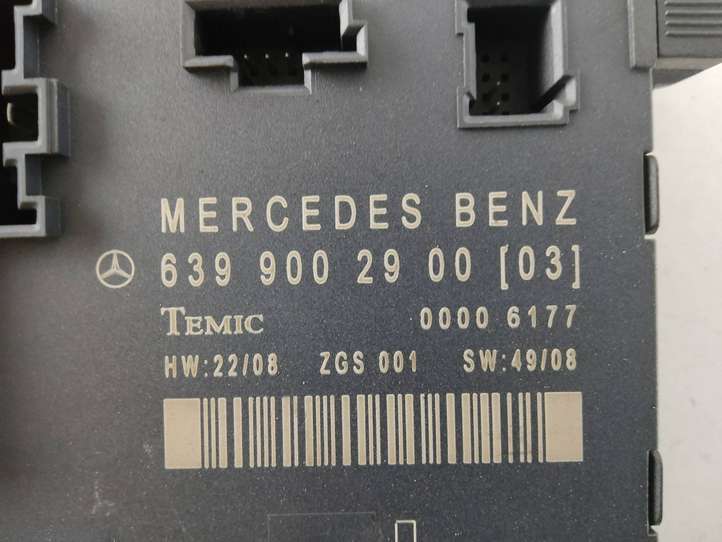 MERCEDES BENZ
639 900 29 00 [03]
TEMIC 0000 6177
HW:22/08 ZGS 001 SW:49/08